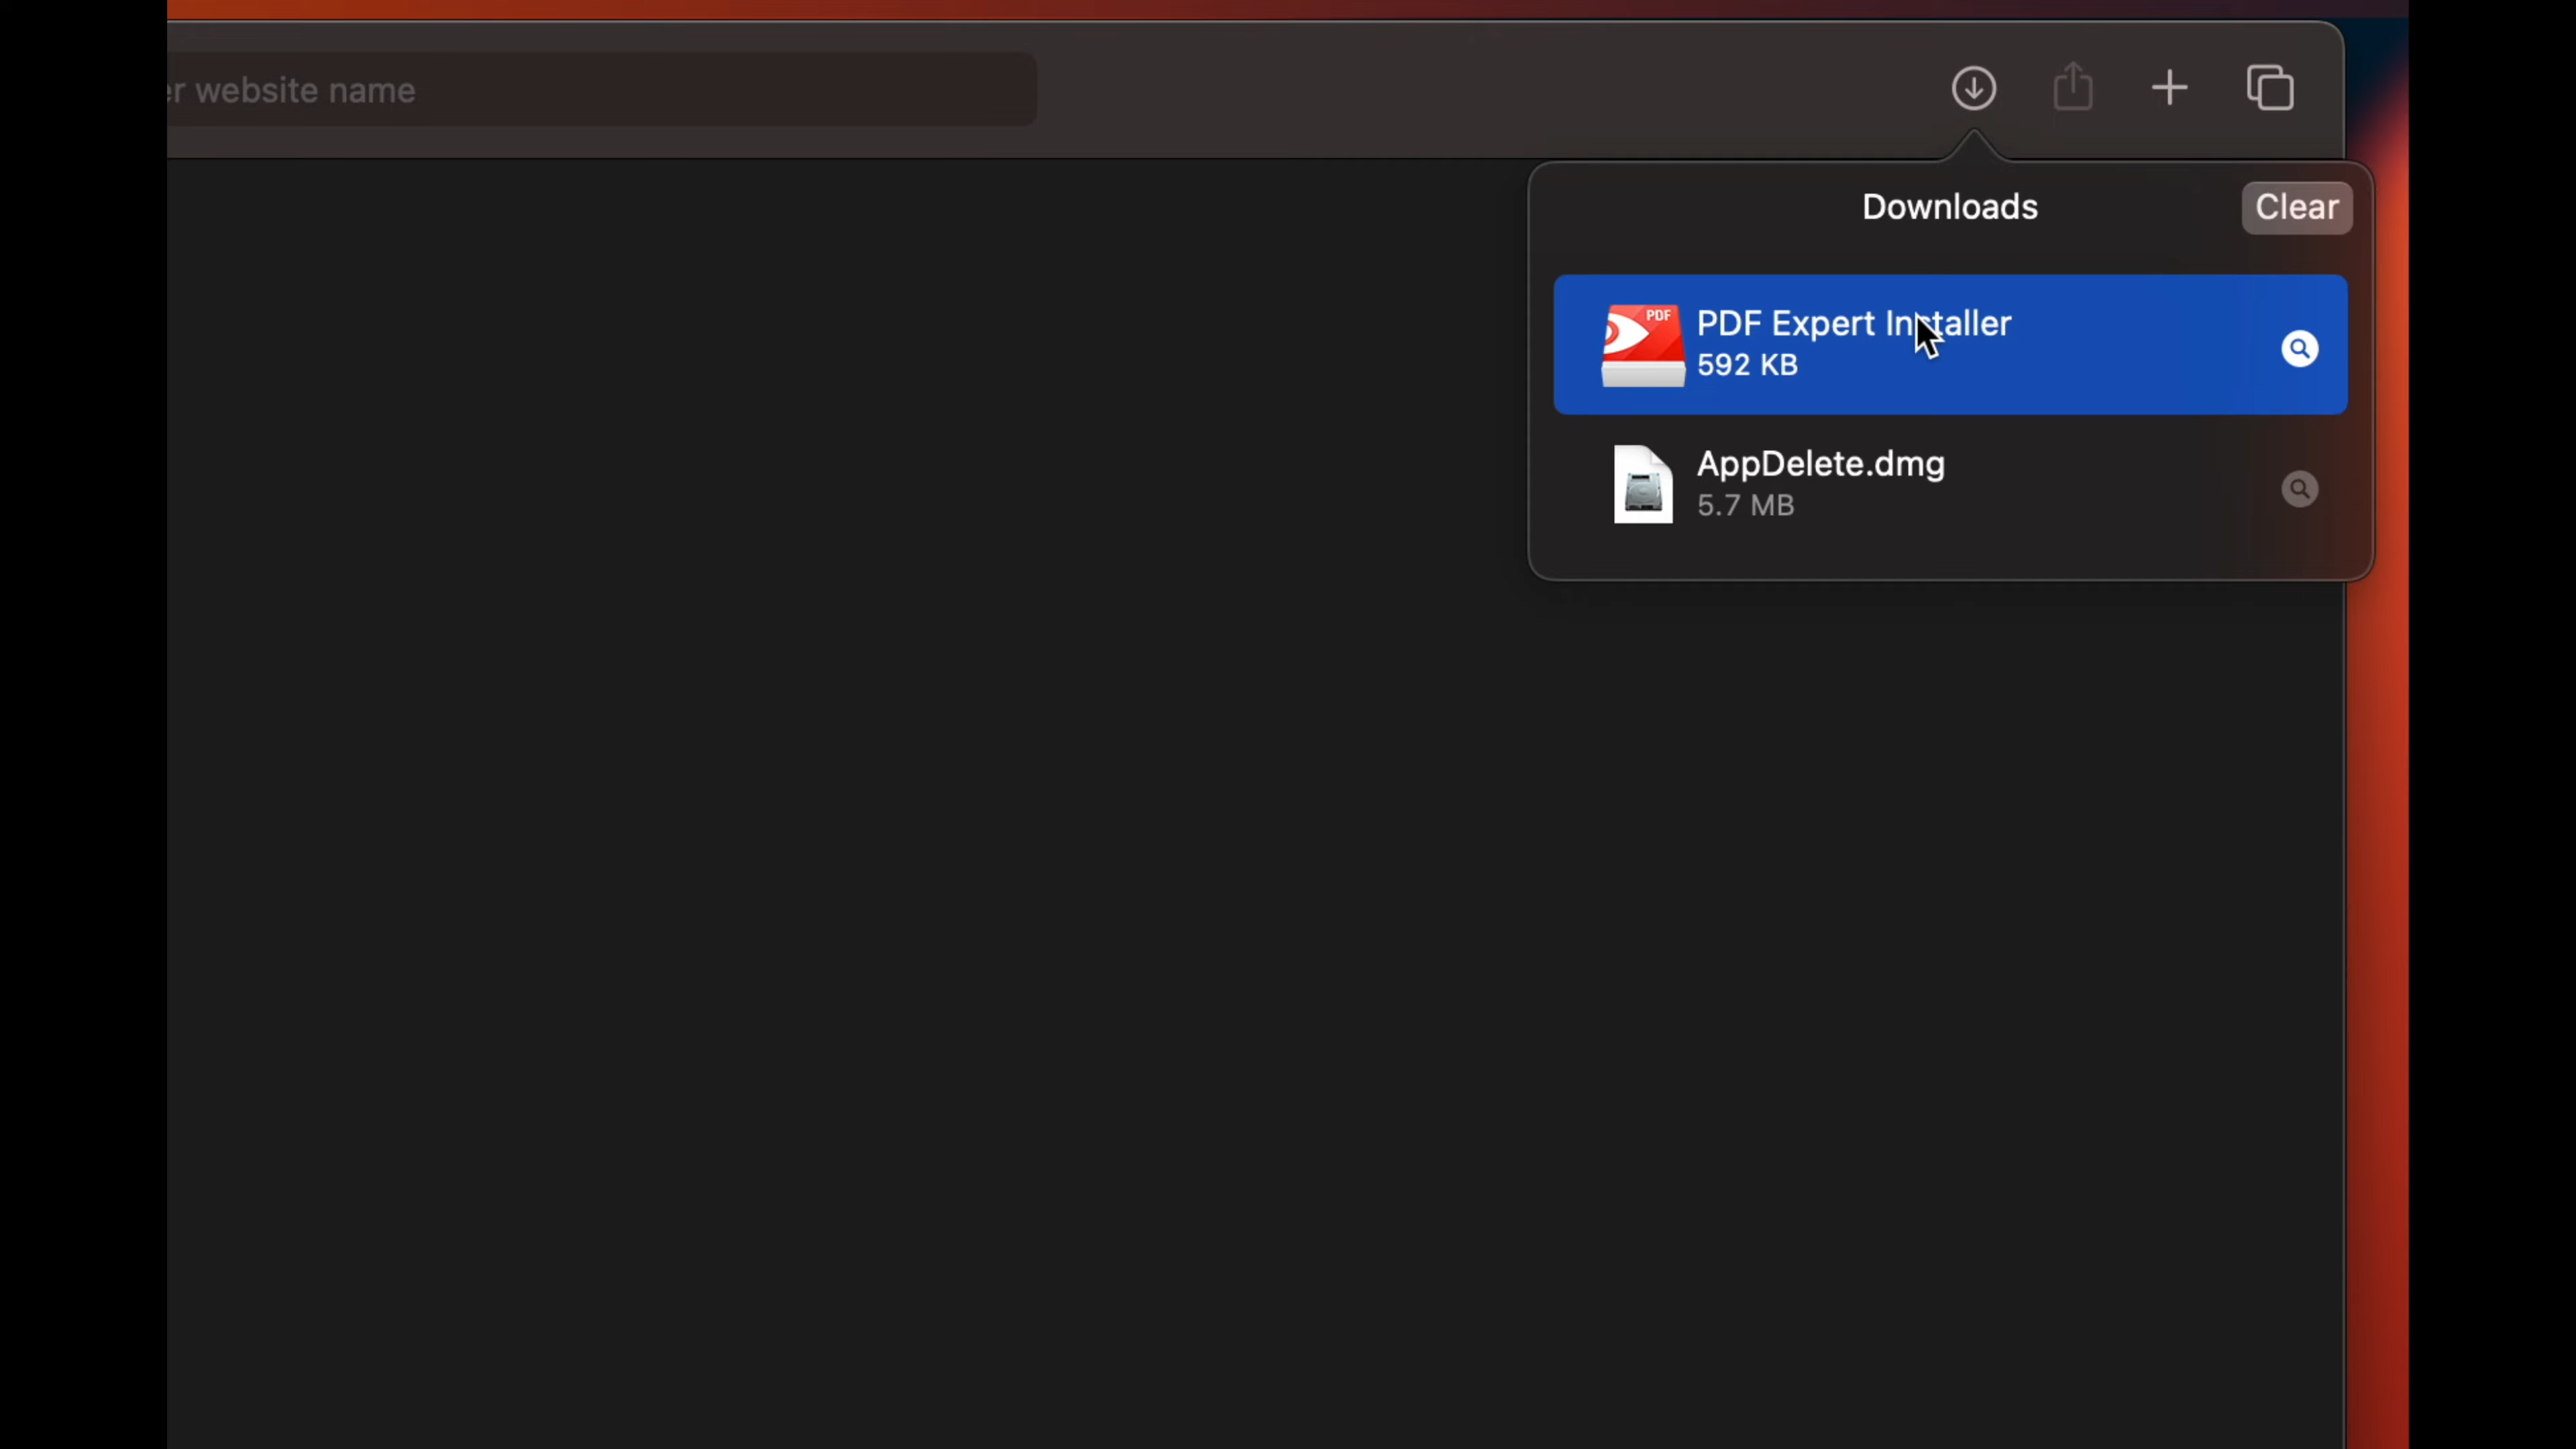 er website name
Downloads
Clear
PDF
PDF Expert Installer
592 KB
AppDelete.dmg
5.7 MB